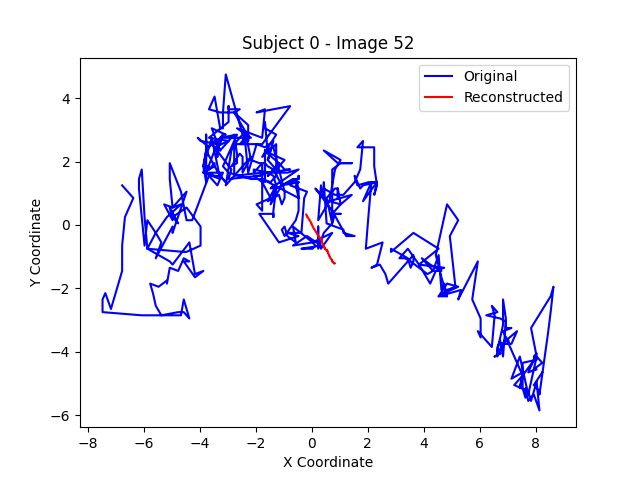 Subject 0 - Image 52
Original
Reconstructed
Y Coordinate
4
2
0
−2
−4
−6
−8 −6 −4 −2 0 2 4 6 8
X Coordinate